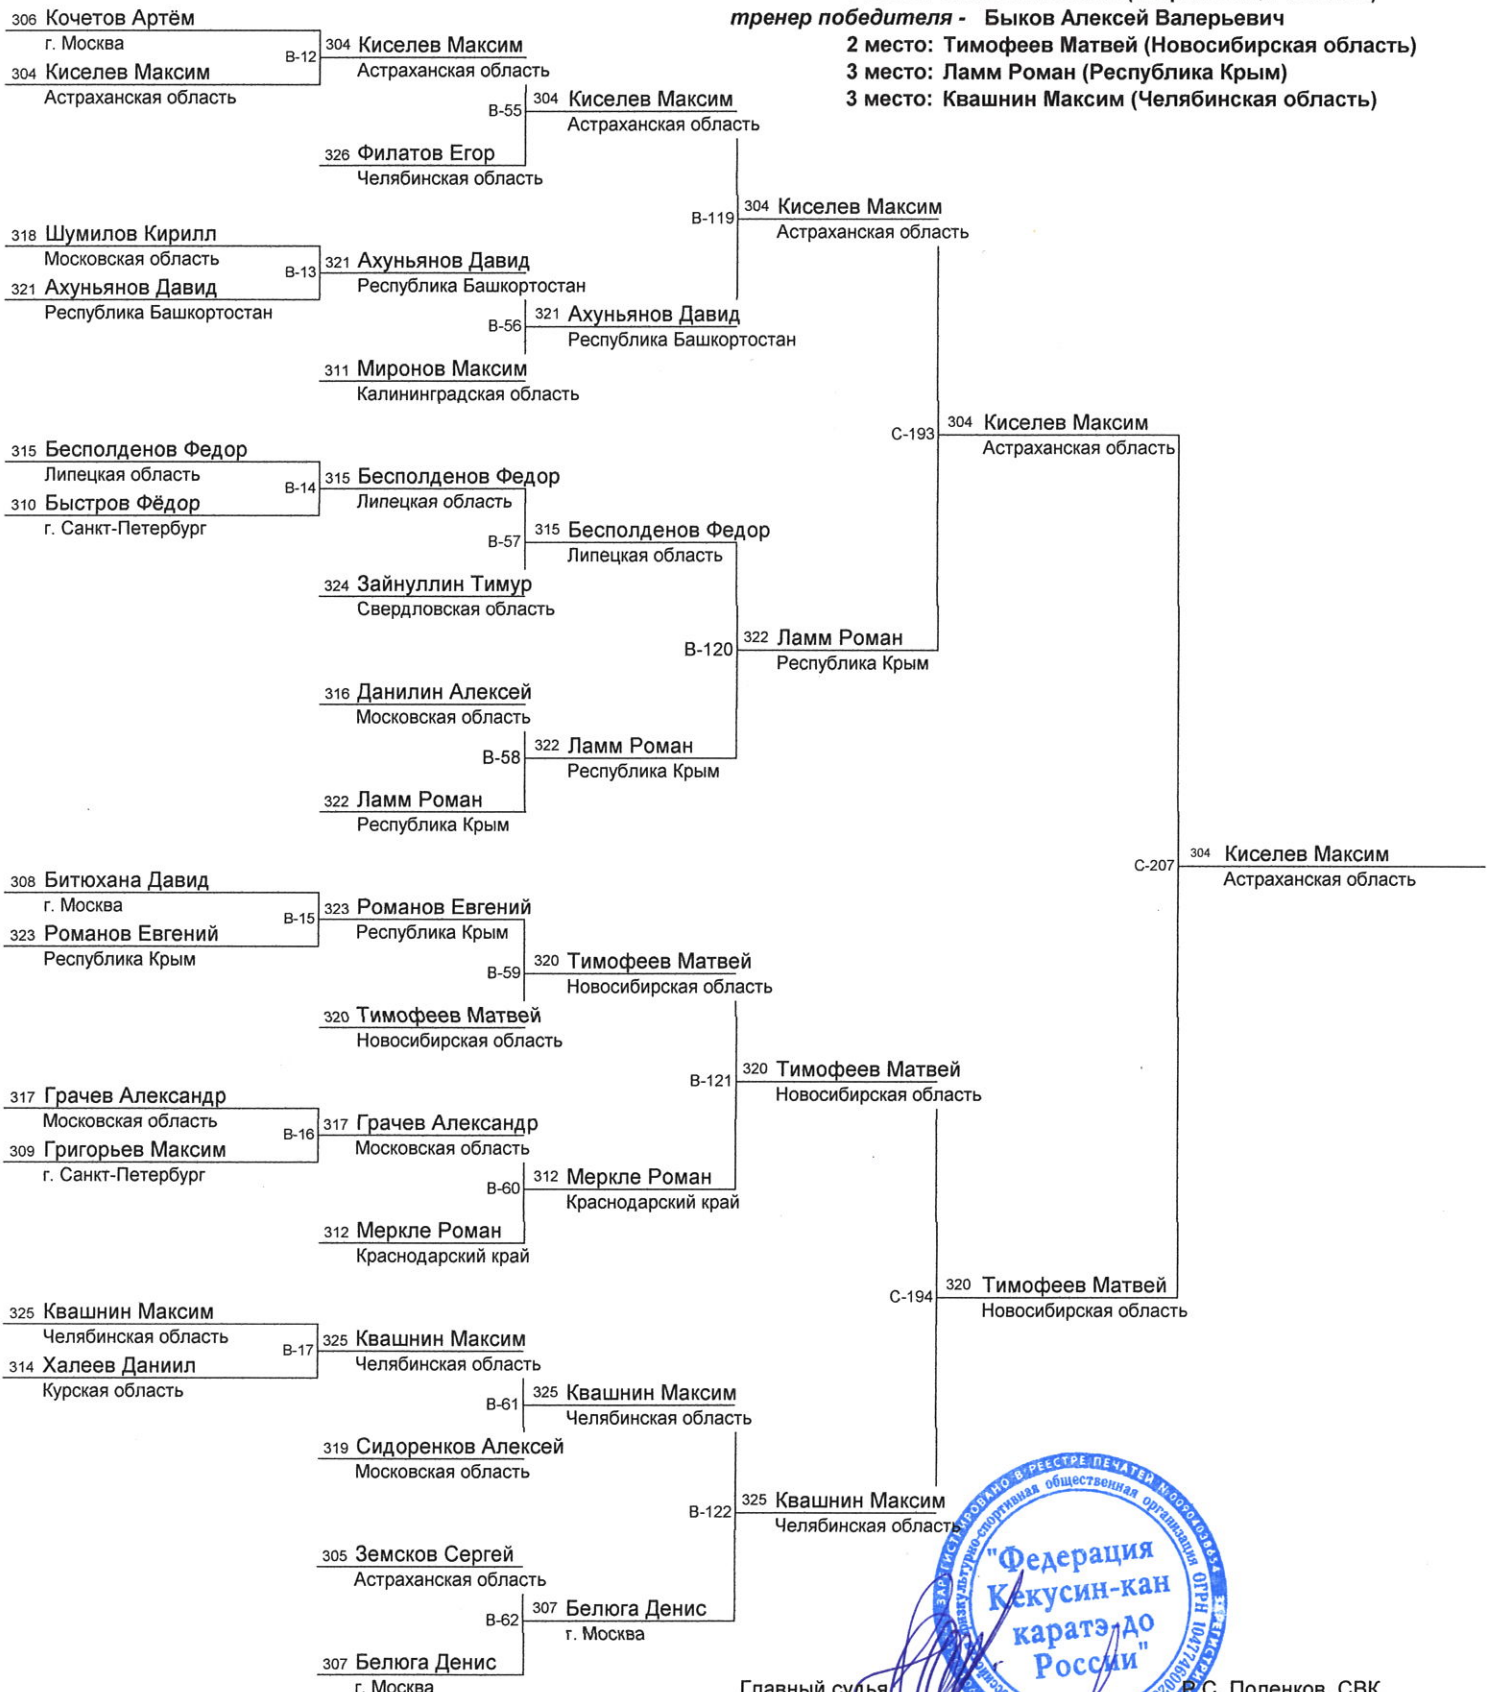 тренер победителя - Быков Алексей Валерьевич
2 место: Тимофеев Матвей (Новосибирская область)
3 место: Ламм Роман (Республика Крым)
3 место: Квашнин Максим (Челябинская область)
306 Кочетов Артём
г. Москва
B-12
304 Киселев Максим
Астраханская область
304 Киселев Максим
Астраханская область
B-55
304 Киселев Максим
Астраханская область
326 Филатов Егор
Челябинская область
B-119
304 Киселев Максим
Астраханская область
318 Шумилов Кирилл
Московская область
B-13
321 Ахуньянов Давид
Республика Башкортостан
321 Ахуньянов Давид
Республика Башкортостан
B-56
321 Ахуньянов Давид
Республика Башкортостан
311 Миронов Максим
Калининградская область
C-193
304 Киселев Максим
Астраханская область
315 Бесполденов Федор
Липецкая область
B-14
315 Бесполденов Федор
Липецкая область
310 Быстров Фёдор
г. Санкт-Петербург
B-57
315 Бесполденов Федор
Липецкая область
324 Зайнуллин Тимур
Свердловская область
B-120
322 Ламм Роман
Республика Крым
316 Данилин Алексей
Московская область
B-58
322 Ламм Роман
Республика Крым
322 Ламм Роман
Республика Крым
C-207
304 Киселев Максим
Астраханская область
308 Битюхана Давид
г. Москва
B-15
323 Романов Евгений
Республика Крым
323 Романов Евгений
Республика Крым
B-59
320 Тимофеев Матвей
Новосибирская область
320 Тимофеев Матвей
Новосибирская область
B-121
320 Тимофеев Матвей
Новосибирская область
317 Грачев Александр
Московская область
B-16
317 Грачев Александр
Московская область
309 Григорьев Максим
г. Санкт-Петербург
B-60
312 Меркле Роман
Краснодарский край
312 Меркле Роман
Краснодарский край
C-194
320 Тимофеев Матвей
Новосибирская область
325 Квашнин Максим
Челябинская область
B-17
325 Квашнин Максим
Челябинская область
314 Халеев Даниил
Курская область
B-61
325 Квашнин Максим
Челябинская область
319 Сидоренков Алексей
Московская область
B-122
325 Квашнин Максим
Челябинская область
305 Земсков Сергей
Астраханская область
B-62
307 Белюга Денис
г. Москва
307 Белюга Денис
г. Москва
В РЕЕСТРЕ ПЕЧАТЕЙ
общественная организация ОГРН
"Федерация
Кекусин-кан
каратэ-до
России"
Главный судья
Р.С. Поленков, СВК